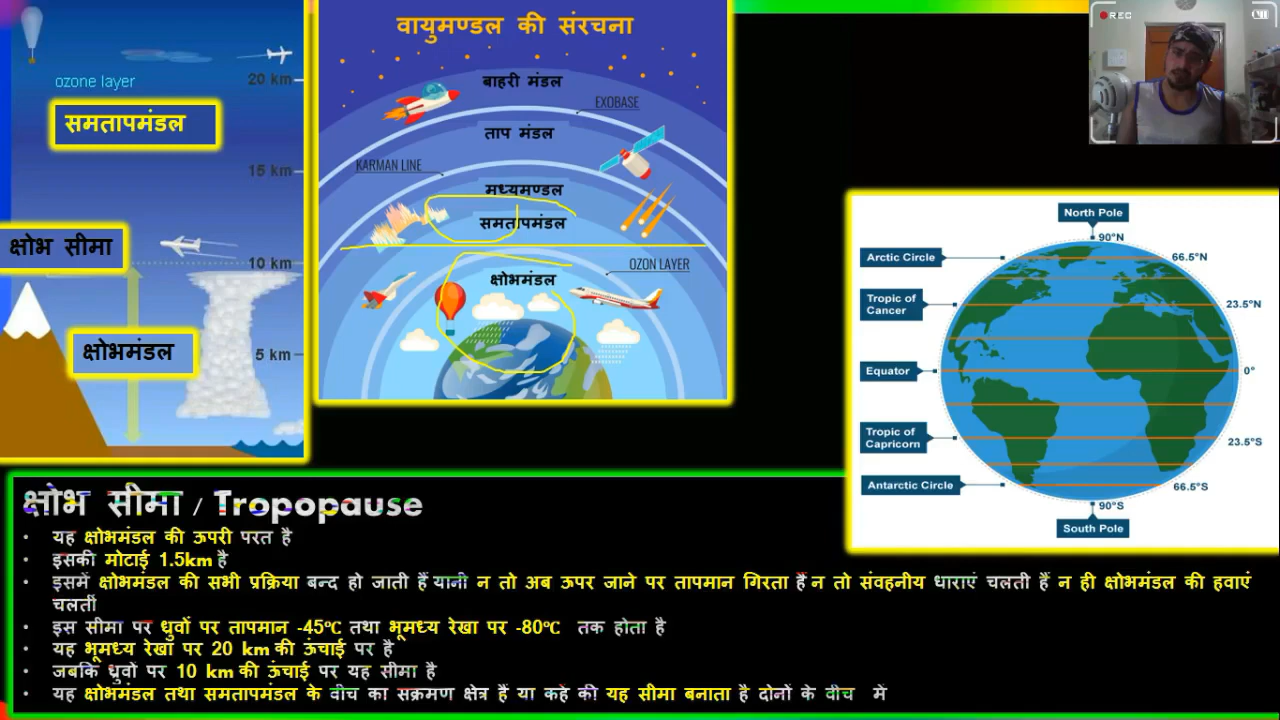 ozone layer
20 km
समतापमंडल
15 km
क्षोभ सीमा
10 km
क्षोभमंडल
5 km
वायुमण्डल की संरचना
बाहरी मंडल
EXOBASE
ताप मंडल
KARMAN LINE
मध्यमण्डल
समतापमंडल
OZON LAYER
क्षोभमंडल
REC
North Pole
90°N
Arctic Circle
66.5°N
Tropic of
Cancer
23.5°N
Equator
0°
Tropic of
Capricorn
23.5°S
Antarctic Circle
66.5°S
90°S
South Pole
क्षोभ सीमा / Tropopause
• यह क्षोभमंडल की ऊपरी परत है
• इसकी मोटाई 1.5km है
• इसमें क्षोभमंडल की सभी प्रक्रिया बन्द हो जाती हैं यानी न तो अब ऊपर जाने पर तापमान गिरता हैं न तो संवहनीय धाराएं चलती हैं न ही क्षोभमंडल की हवाएं
चलतीं
• इस सीमा पर ध्रुवों पर तापमान -45°C तथा भूमध्य रेखा पर -80°C तक होता है
• यह भूमध्य रेखा पर 20 km की ऊंचाई पर है
• जबकि ध्रुवों पर 10 km की ऊंचाई पर यह सीमा है
• यह क्षोभमंडल तथा समतापमंडल के वीच का सक्रमण क्षेत्र हैं या कहे की यह सीमा बनाता है दोनों के वीच में